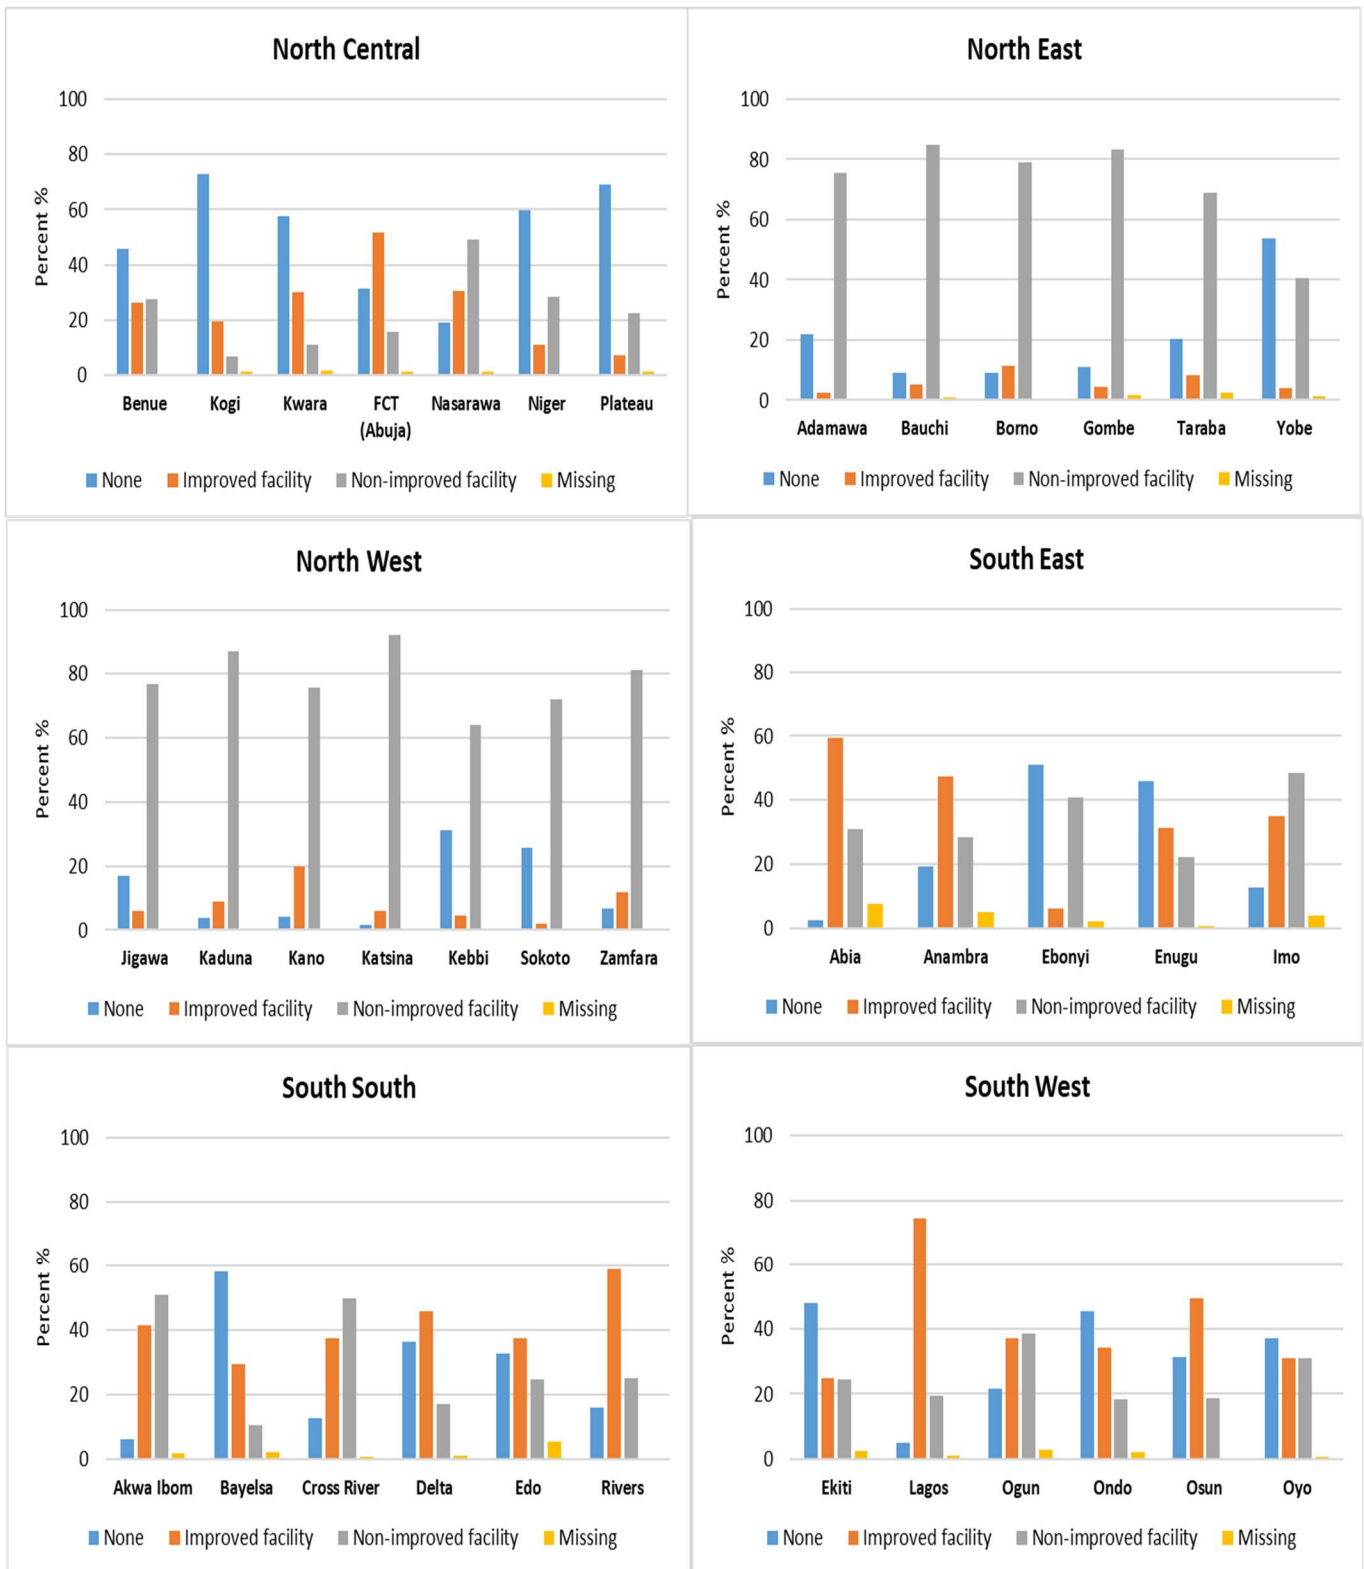 North Central
100
80
60
40
20
0
Percent %
Benue Kogi Kwara FCT (Abuja) Nasarawa Niger Plateau
None Improved facility Non-improved facility Missing
North East
100
80
60
40
20
0
Percent %
Adamawa Bauchi Borno Gombe Taraba Yobe
None Improved facility Non-improved facility Missing
North West
100
80
60
40
20
0
Percent %
Jigawa Kaduna Kano Katsina Kebbi Sokoto Zamfara
None Improved facility Non-improved facility Missing
South East
100
80
60
40
20
0
Percent %
Abia Anambra Ebonyi Enugu Imo
None Improved facility Non-improved facility Missing
South South
100
80
60
40
20
0
Percent %
Akwa Ibom Bayelsa Cross River Delta Edo Rivers
None Improved facility Non-improved facility Missing
South West
100
80
60
40
20
0
Percent %
Ekiti Lagos Ogun Ondo Osun Oyo
None Improved facility Non-improved facility Missing